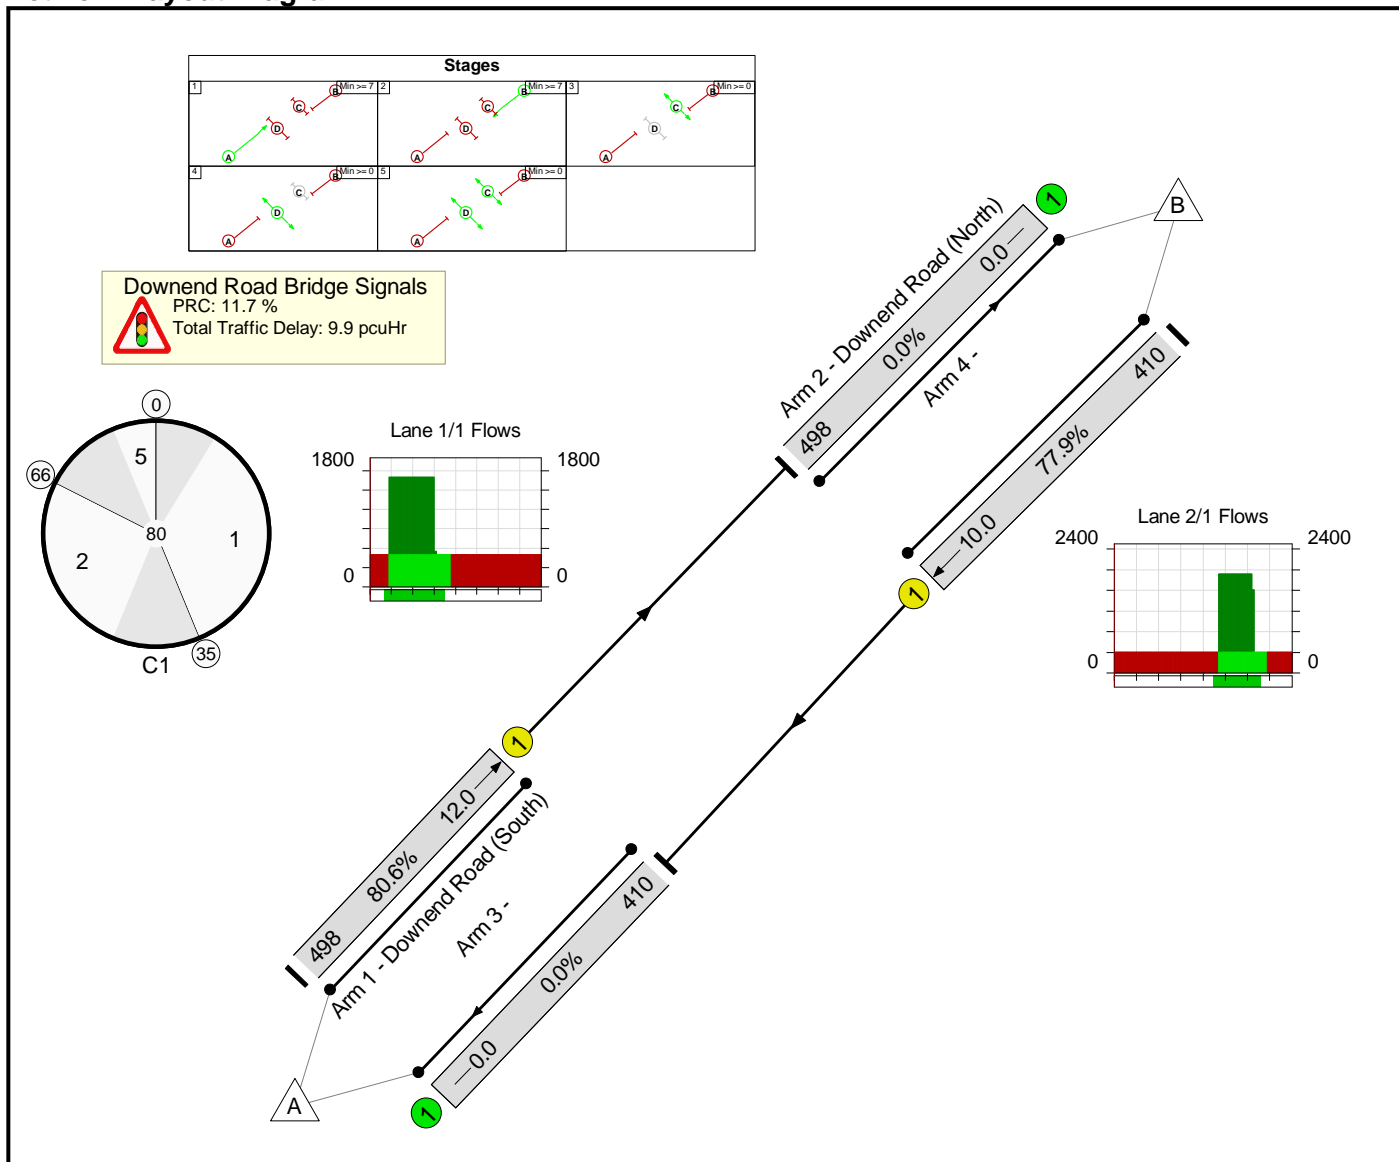 Stages
1
Min >= 7
A
B
C
D
2
Min >= 7
A
B
C
D
3
Min >= 0
A
B
C
D
4
Min >= 0
A
B
C
D
5
Min >= 0
A
B
C
D
Downend Road Bridge Signals
PRC: 11.7 %
Total Traffic Delay: 9.9 pcuHr
0
5
66
80
1
2
35
C1
Lane 1/1 Flows
1800
1800
0
0
Arm 2 - Downend Road (North)
1
0.0
0.0%
498
Arm 4 -
B
410
77.9%
10.0
1
Lane 2/1 Flows
2400
2400
0
0
1
12.0
80.6%
498
Arm 1 - Downend Road (South)
Arm 3 -
410
0.0%
0.0
1
A